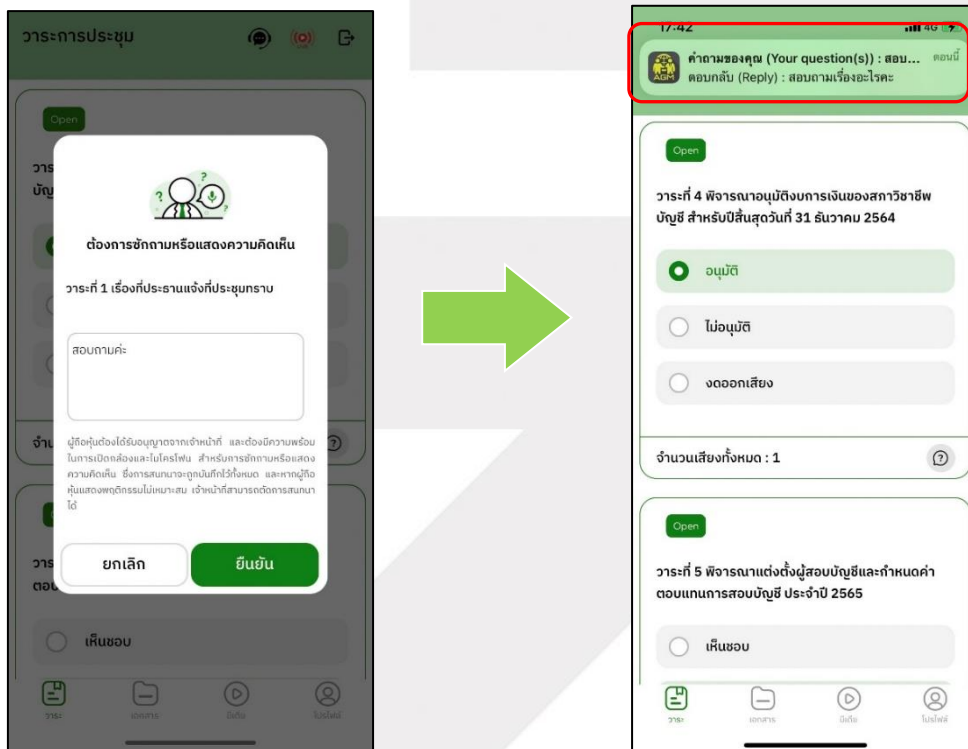 วาระการประชุม
Open
วาระ
บัญ
ต้องการซักถามหรือแสดงความคิดเห็น
วาระที่ 1 เรื่องที่ประธานแจ้งที่ประชุมทราบ
สอบถามค่ะ
ผู้ถือหุ้นต้องได้รับอนุญาตจากเจ้าหน้าที่ และต้องมีความพร้อม
ในการเปิดกล้องและไมโครโฟน สำหรับการซักถามหรือแสดง
ความคิดเห็น ซึ่งการสนทนาจะถูกบันทึกไว้ทั้งหมด และหากผู้ถือ
หุ้นแสดงพฤติกรรมไม่เหมาะสม เจ้าหน้าที่สามารถตัดการสนทนา
ได้
ยกเลิก
ยืนยัน
เห็นชอบ
วาระ
เอกสาร
มีเดีย
โปรไฟล์
17:42
4G
AGM
คำถามของคุณ (Your question(s)) : สอบ...
ตอนนี้
ตอบกลับ (Reply) : สอบถามเรื่องอะไรคะ
Open
วาระที่ 4 พิจารณาอนุมัติงบการเงินของสภาวิชาชีพ
บัญชี สำหรับปีสิ้นสุดวันที่ 31 ธันวาคม 2564
อนุมัติ
ไม่อนุมัติ
งดออกเสียง
จำนวนเสียงทั้งหมด : 1
Open
วาระที่ 5 พิจารณาแต่งตั้งผู้สอบบัญชีและกำหนดค่า
ตอบแทนการสอบบัญชี ประจำปี 2565
เห็นชอบ
วาระ
เอกสาร
มีเดีย
โปรไฟล์